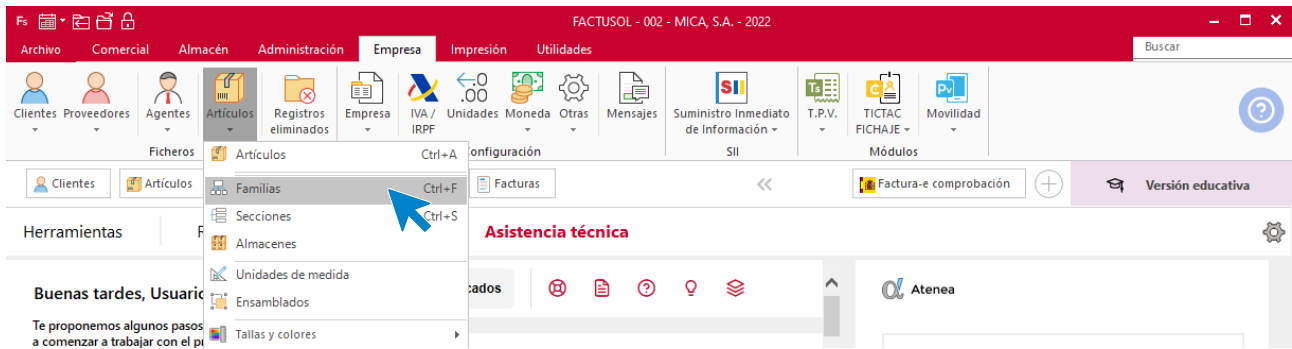 Fs
FACTUSOL - 002 - MICA, S.A. - 2022
Archivo Comercial Almacén Administración Empresa Impresión Utilidades Buscar
Clientes Proveedores Agentes Artículos Registros eliminados Empresa IVA / IRPF Unidades Moneda Otras Mensajes Suministro Inmediato de Información T.P.V. TICTAC FICHAJE Movilidad
Ficheros onfiguración SII Módulos
Artículos Ctrl+A
Familias Ctrl+F
Secciones Ctrl+S
Almacenes
Unidades de medida
Ensamblados
Tallas y colores
Clientes Artículos Facturas Factura-e comprobación Versión educativa
Herramientas Asistencia técnica
cados
Atenea
Buenas tardes, Usuario
Te proponemos algunos pasos
a comenzar a trabajar con el pr